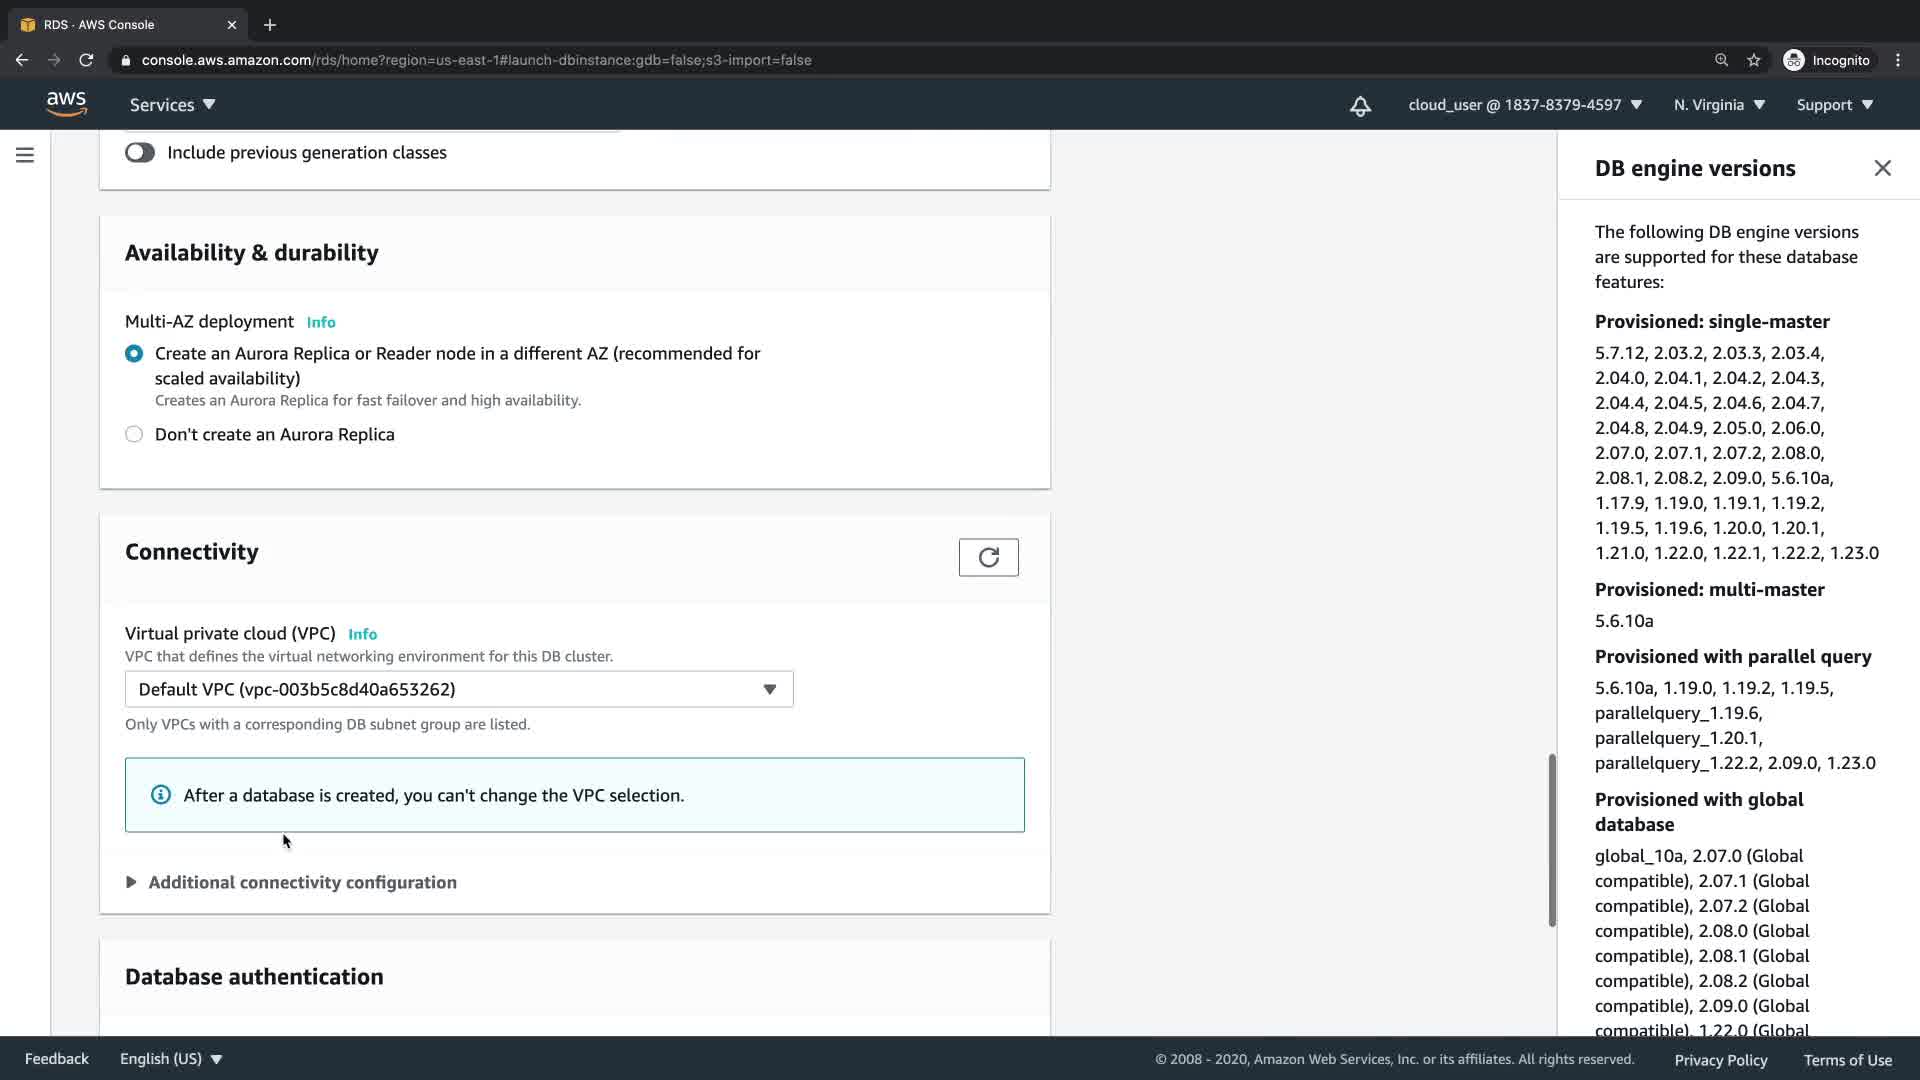 RDS · AWS Console
console.aws.amazon.com/rds/home?region=us-east-1#launch-dbinstance:gdb=false;s3-import=false
Incognito
aws
Services
cloud_user @ 1837-8379-4597
N. Virginia
Support
Include previous generation classes
Availability & durability
Multi-AZ deployment Info
Create an Aurora Replica or Reader node in a different AZ (recommended for
scaled availability)
Creates an Aurora Replica for fast failover and high availability.
Don't create an Aurora Replica
Connectivity
Virtual private cloud (VPC) Info
VPC that defines the virtual networking environment for this DB cluster.
Default VPC (vpc-003b5c8d40a653262)
Only VPCs with a corresponding DB subnet group are listed.
After a database is created, you can't change the VPC selection.
Additional connectivity configuration
Database authentication
DB engine versions
The following DB engine versions
are supported for these database
features:
Provisioned: single-master
5.7.12, 2.03.2, 2.03.3, 2.03.4,
2.04.0, 2.04.1, 2.04.2, 2.04.3,
2.04.4, 2.04.5, 2.04.6, 2.04.7,
2.04.8, 2.04.9, 2.05.0, 2.06.0,
2.07.0, 2.07.1, 2.07.2, 2.08.0,
2.08.1, 2.08.2, 2.09.0, 5.6.10a,
1.17.9, 1.19.0, 1.19.1, 1.19.2,
1.19.5, 1.19.6, 1.20.0, 1.20.1,
1.21.0, 1.22.0, 1.22.1, 1.22.2, 1.23.0
Provisioned: multi-master
5.6.10a
Provisioned with parallel query
5.6.10a, 1.19.0, 1.19.2, 1.19.5,
parallelquery_1.19.6,
parallelquery_1.20.1,
parallelquery_1.22.2, 2.09.0, 1.23.0
Provisioned with global
database
global_10a, 2.07.0 (Global
compatible), 2.07.1 (Global
compatible), 2.07.2 (Global
compatible), 2.08.0 (Global
compatible), 2.08.1 (Global
compatible), 2.08.2 (Global
compatible), 2.09.0 (Global
compatible), 1.22.0 (Global
Feedback
English (US)
© 2008 - 2020, Amazon Web Services, Inc. or its affiliates. All rights reserved.
Privacy Policy
Terms of Use